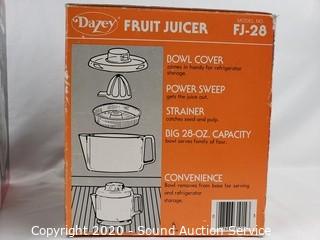 Dazey FRUIT JUICER
MODEL NO.
FJ-28
BOWL COVER
comes in handy for refrigerator
storage.
POWER SWEEP
gets the juice out.
STRAINER
catches seed and pulp.
BIG 28-OZ. CAPACITY
bowl serves family of four.
CONVENIENCE
Bowl removes from base for serving
and refrigerator
storage.
Copyright 2020 - Sound Auction Service